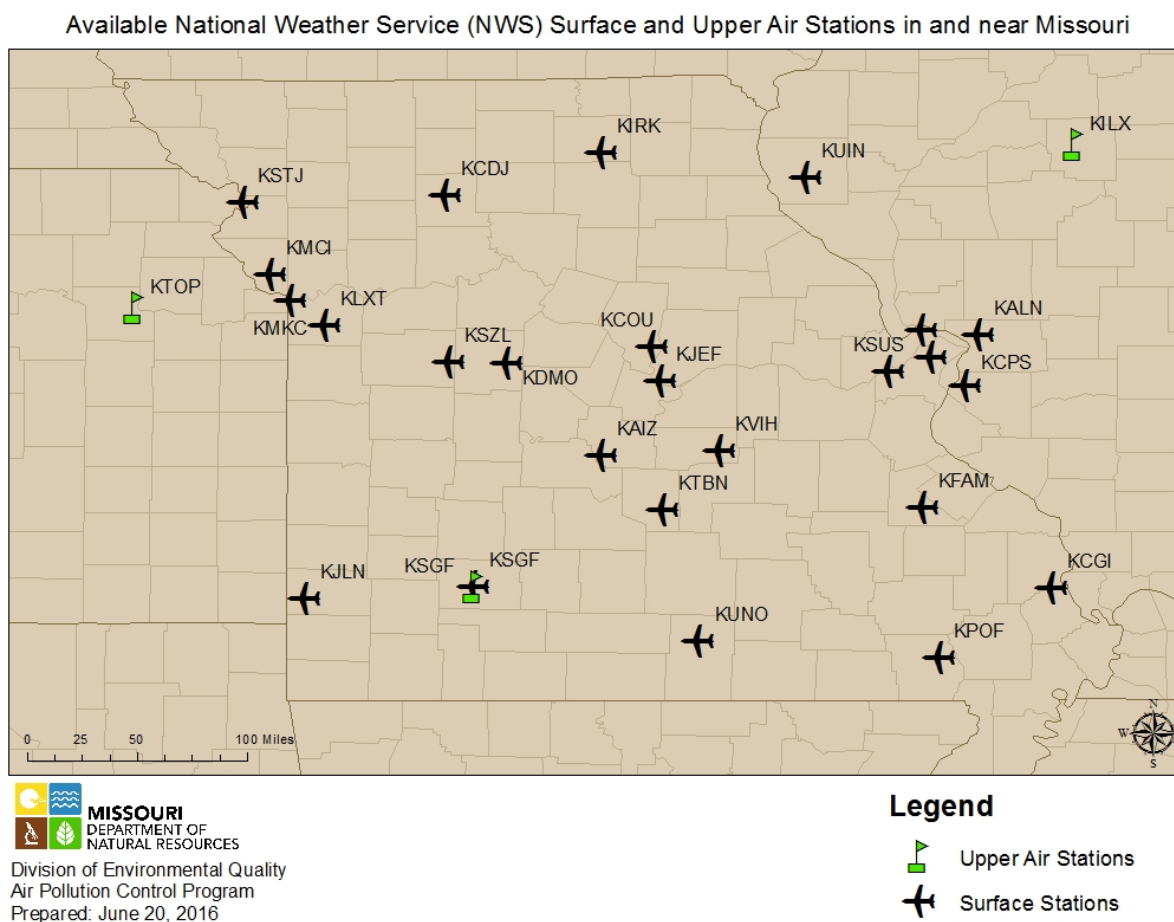 Available National Weather Service (NWS) Surface and Upper Air Stations in and near Missouri
KIRK
KILX
KUIN
KCDJ
KSTJ
KMCI
KTOP
KLXT
KMKC
KALN
KCOU
KSZL
KSUS
KJEF
KCPS
KDMO
KAIZ
KVIH
KTBN
KFAM
KSGF
KSGF
KJLN
KCGI
KUNO
KPOF
N
W
S
0 25 50 100 Miles
MISSOURI
DEPARTMENT OF
NATURAL RESOURCES
Division of Environmental Quality
Air Pollution Control Program
Prepared: June 20, 2016
Legend
Upper Air Stations
Surface Stations